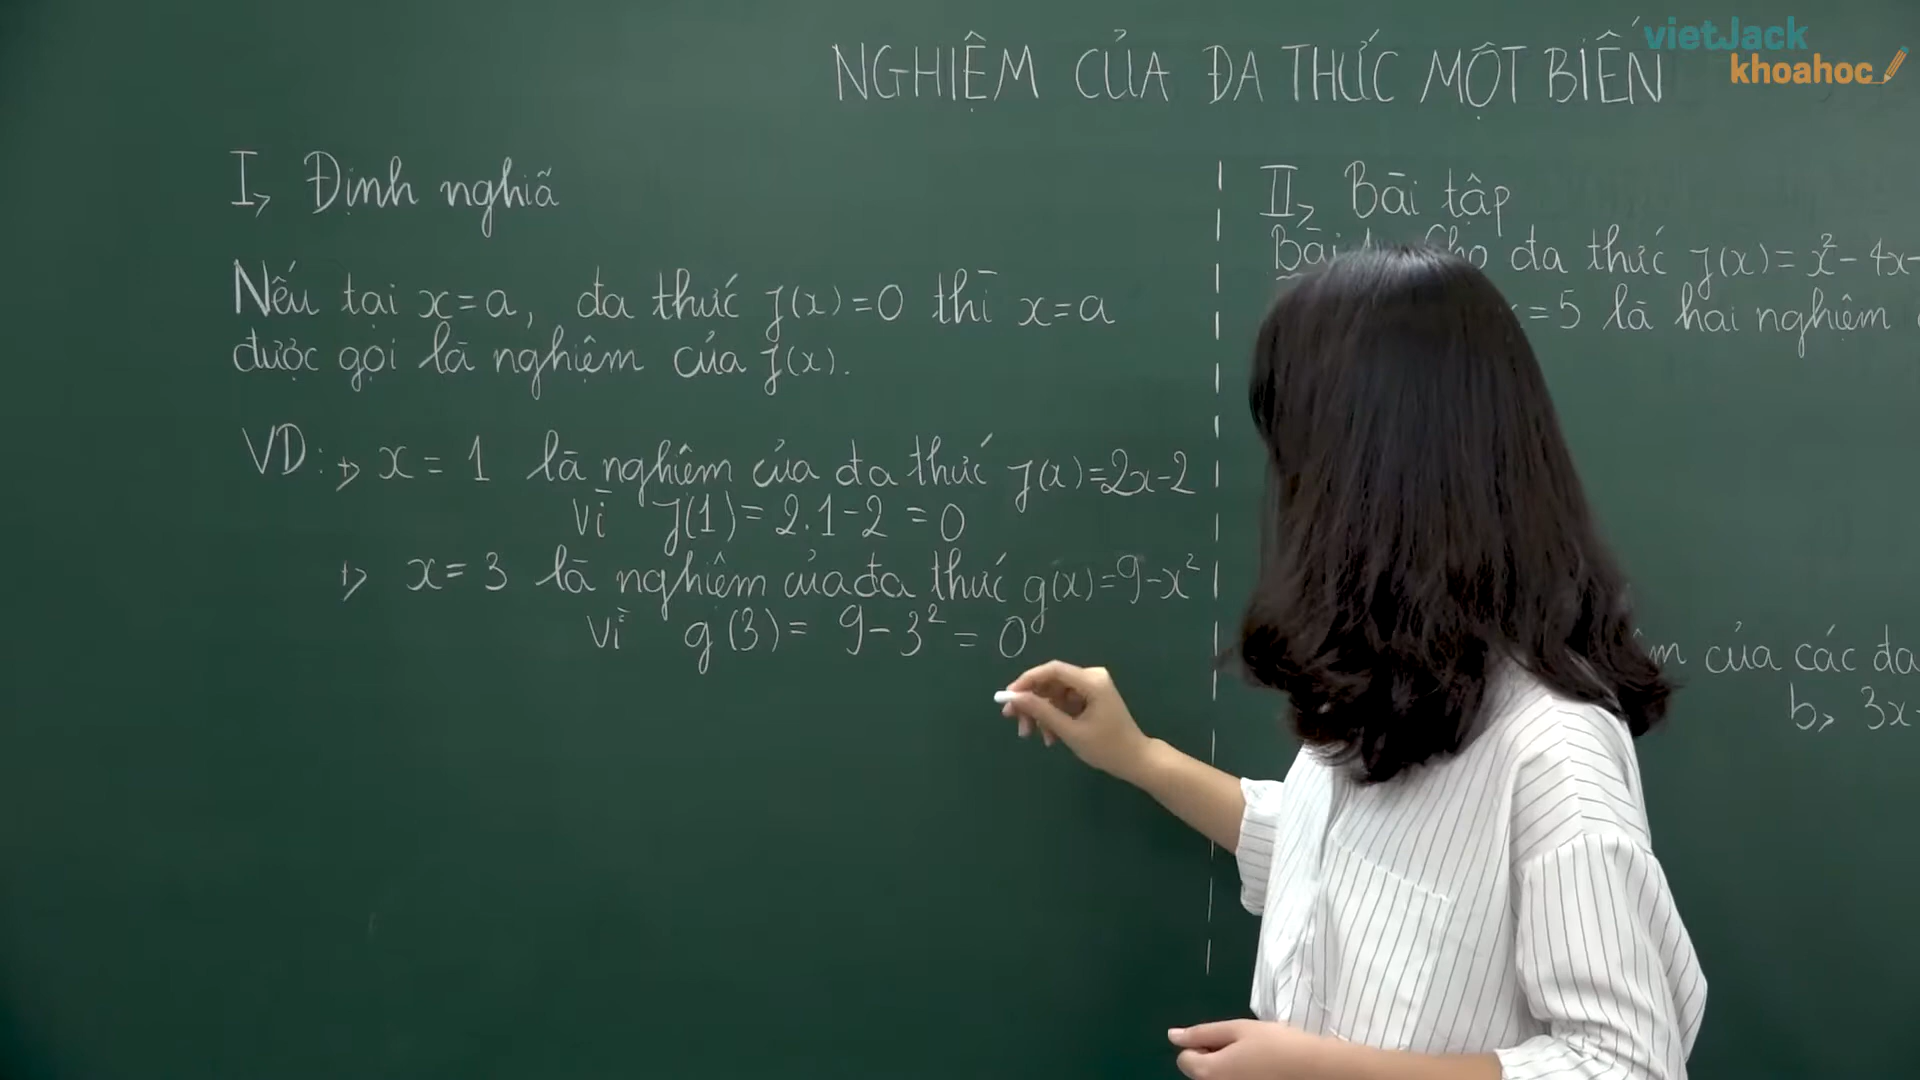 vietJack
khoahoc
NGHIỆM CỦA ĐA THỨC MỘT BIẾN
I, Định nghĩa
Nếu tại x=a, đa thức f(x)=0 thì x=a
được gọi là nghiệm của f(x).
VD: +, x = 1 là nghiệm của đa thức f(x)=2x-2
vì f(1) = 2.1-2 = 0
+, x=3 là nghiệm của đa thức g(x)=9-x²
vì g(3) = 9-3² = 0
II, Bài tập
Bài Cho đa thức f(x)=x²-4x-
=5 là hai nghiệm
của các đa
b, 3x-